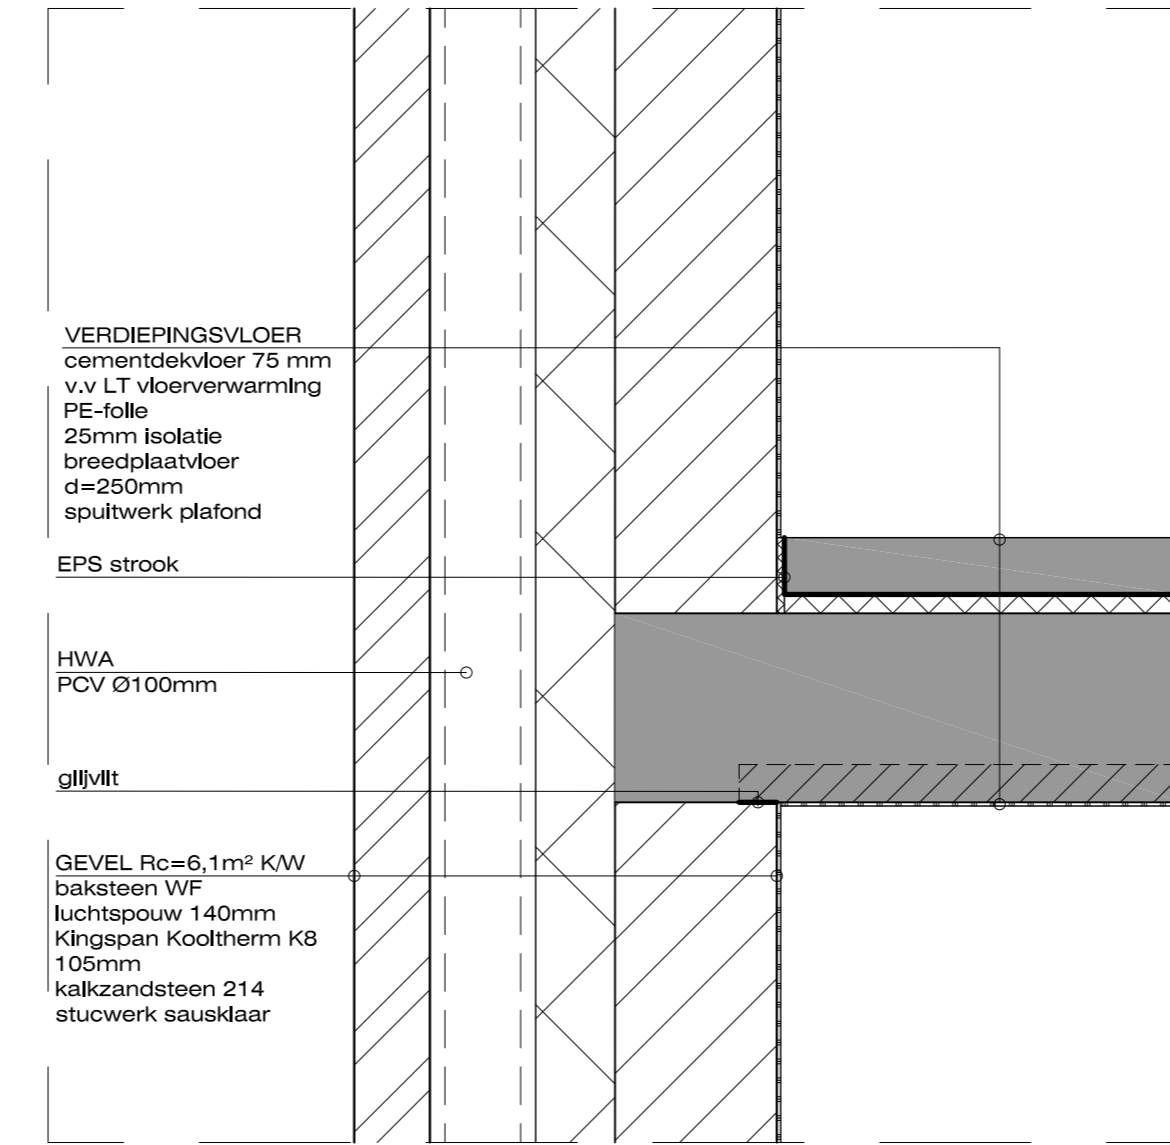 VERDIEPINGSVLOER
cementdekvloer 75 mm
v.v LT vloerverwarming
PE-folie
25mm isolatie
breedplaatvloer
d=250mm
spuitwerk plafond
EPS strook
HWA
PCV Ø100mm
glijvilt
GEVEL Rc=6,1m² K/W
baksteen WF
luchtspouw 140mm
Kingspan Kooltherm K8
105mm
kalkzandsteen 214
stucwerk sausklaar